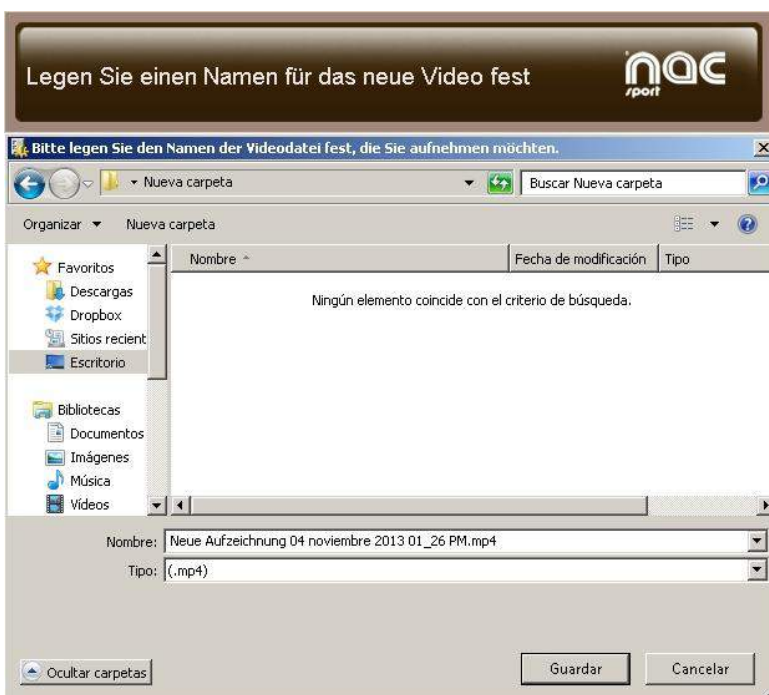 Legen Sie einen Namen für das neue Video fest
nac
sport
Bitte legen Sie den Namen der Videodatei fest, die Sie aufnehmen möchten.
Nueva carpeta
Buscar Nueva carpeta
Organizar
Nueva carpeta
Nombre
Fecha de modificación
Tipo
Favoritos
Descargas
Dropbox
Sitios recient
Escritorio
Bibliotecas
Documentos
Imágenes
Música
Vídeos
Ningún elemento coincide con el criterio de búsqueda.
Nombre: Neue Aufzeichnung 04 noviembre 2013 01_26 PM.mp4
Tipo: (.mp4)
Ocultar carpetas
Guardar
Cancelar